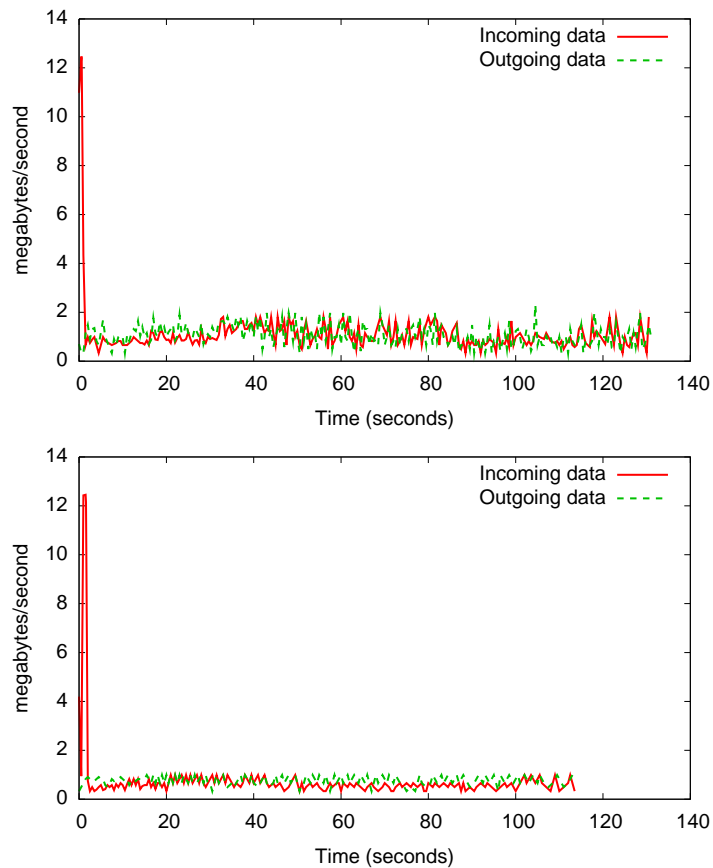 14
12
10
8
6
4
2
0
megabytes/second
Incoming data
Outgoing data
0 20 40 60 80 100 120 140
Time (seconds)
14
12
10
8
6
4
2
0
megabytes/second
Incoming data
Outgoing data
0 20 40 60 80 100 120 140
Time (seconds)